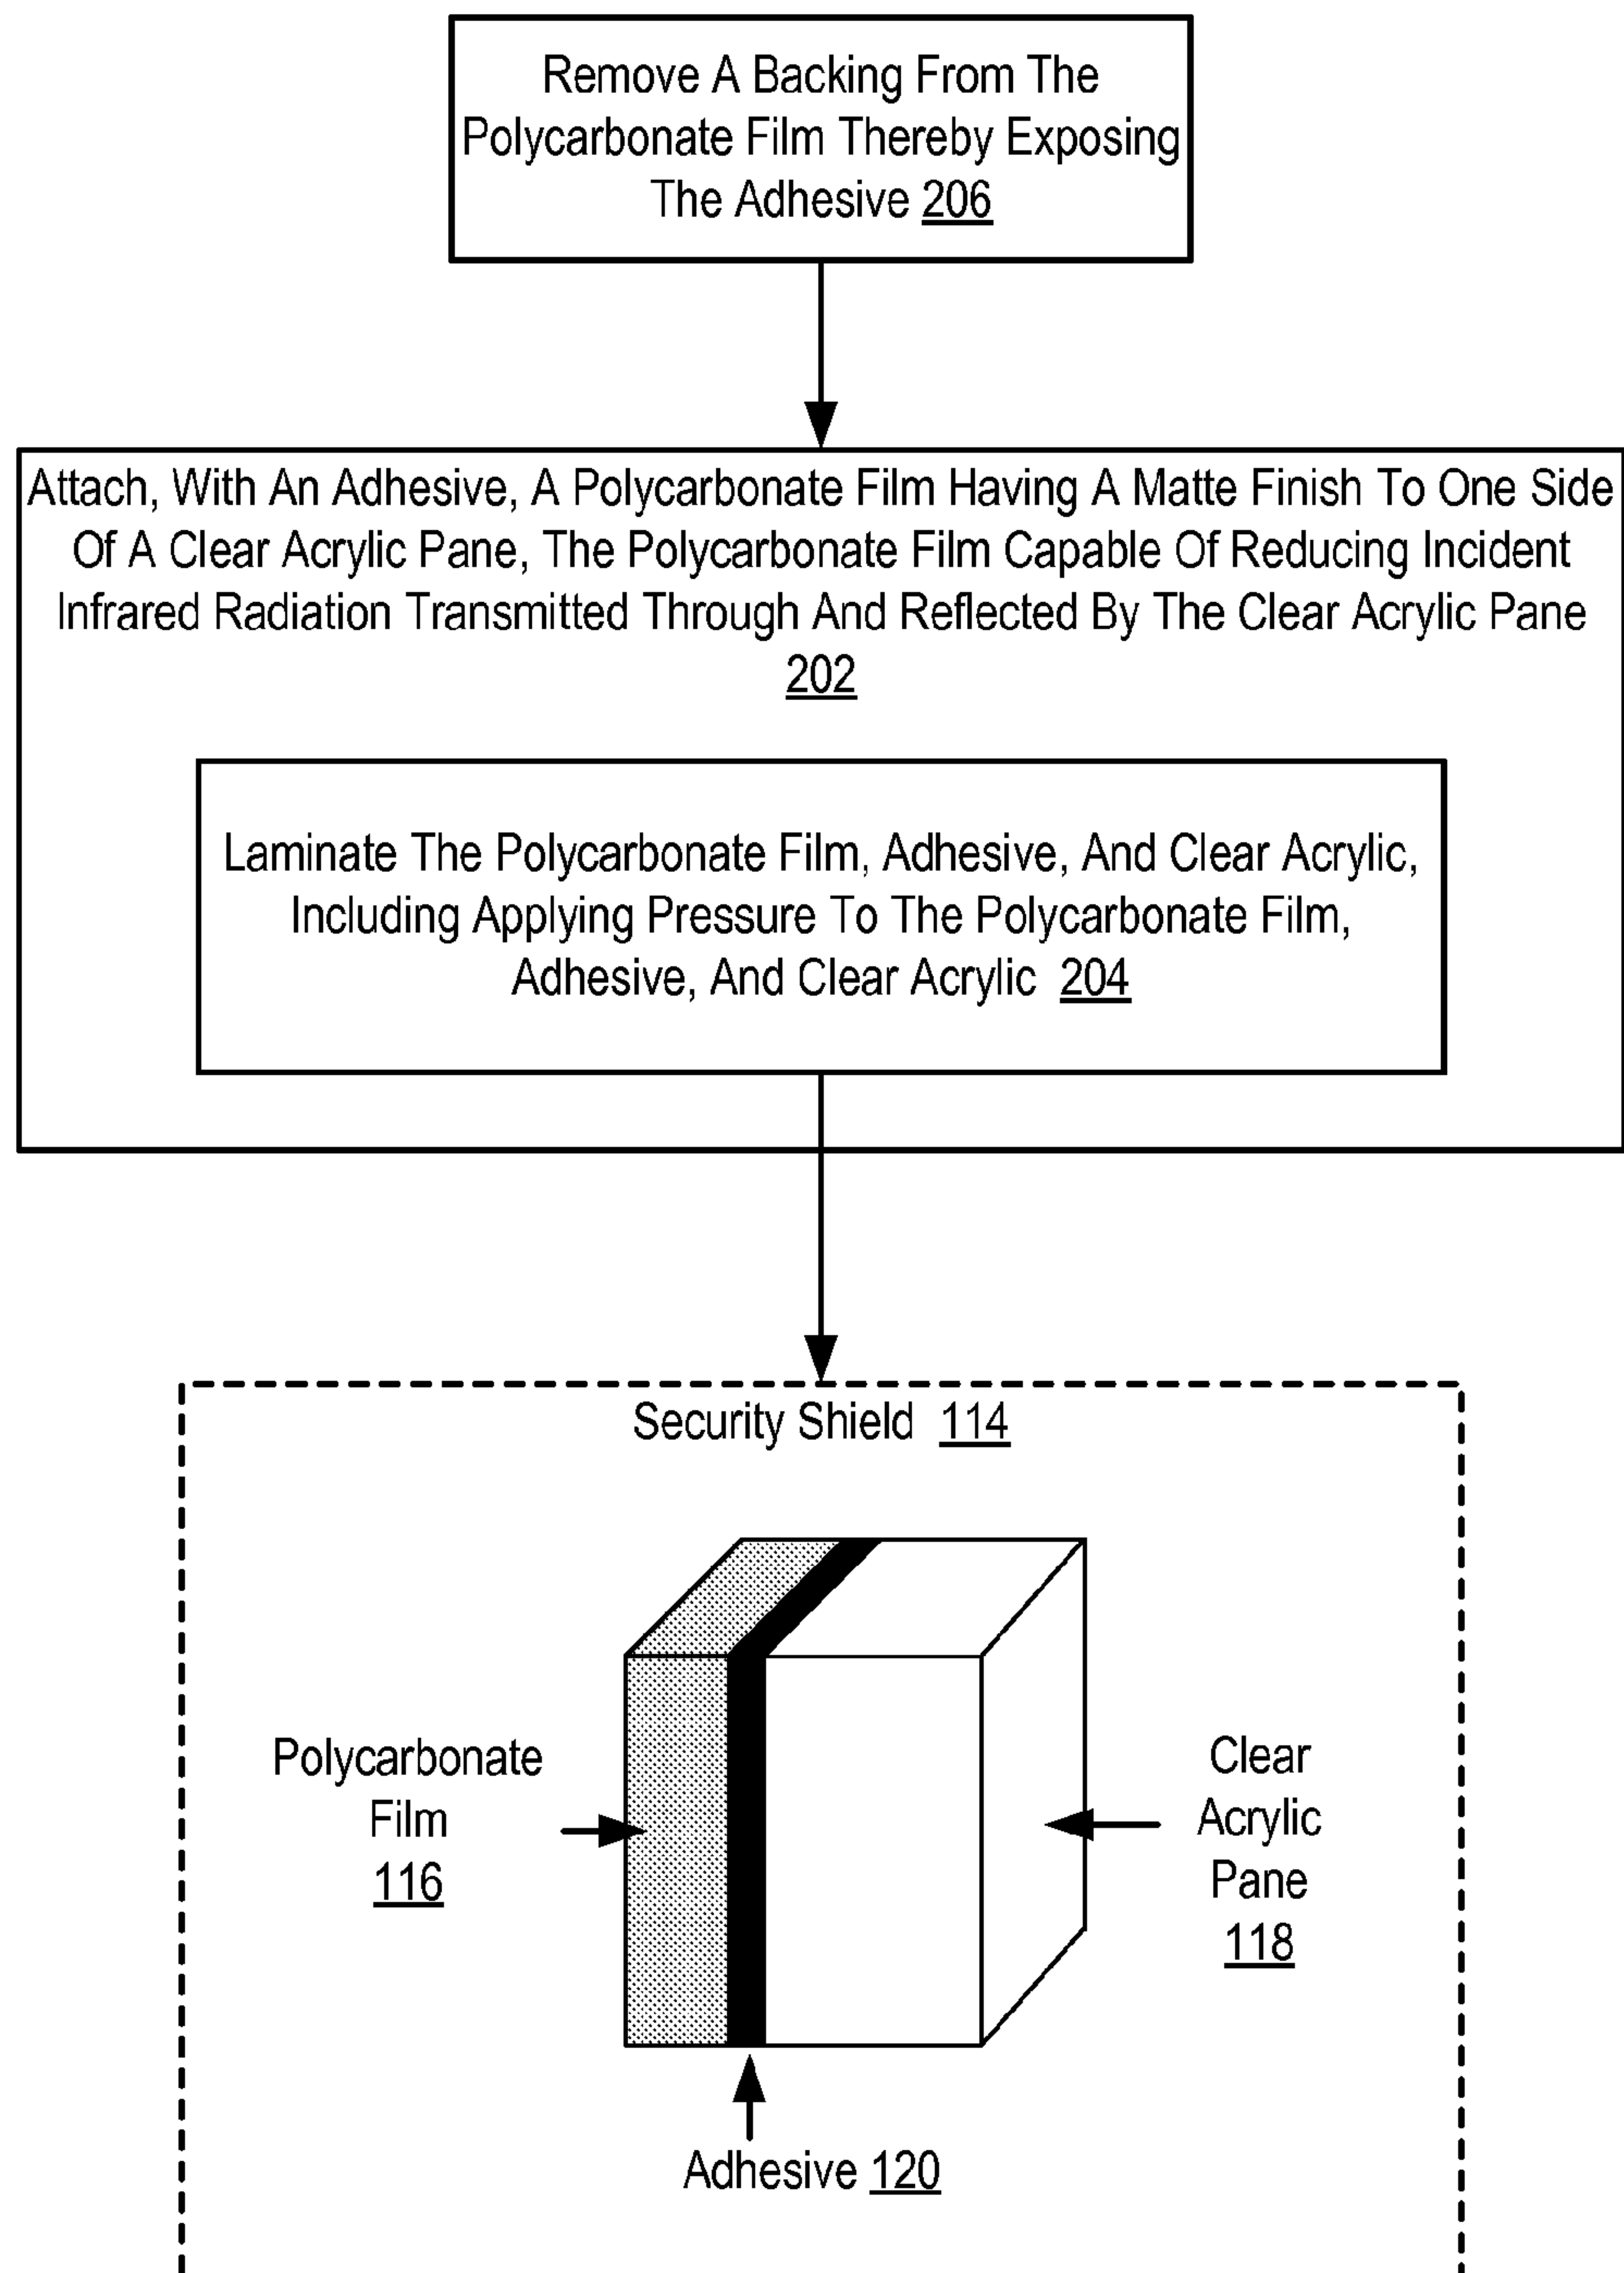 Remove A Backing From The
Polycarbonate Film Thereby Exposing
The Adhesive 206
Attach, With An Adhesive, A Polycarbonate Film Having A Matte Finish To One Side
Of A Clear Acrylic Pane, The Polycarbonate Film Capable Of Reducing Incident
Infrared Radiation Transmitted Through And Reflected By The Clear Acrylic Pane
202
Laminate The Polycarbonate Film, Adhesive, And Clear Acrylic,
Including Applying Pressure To The Polycarbonate Film,
Adhesive, And Clear Acrylic 204
Security Shield 114
Polycarbonate
Film
116
Clear
Acrylic
Pane
118
Adhesive 120